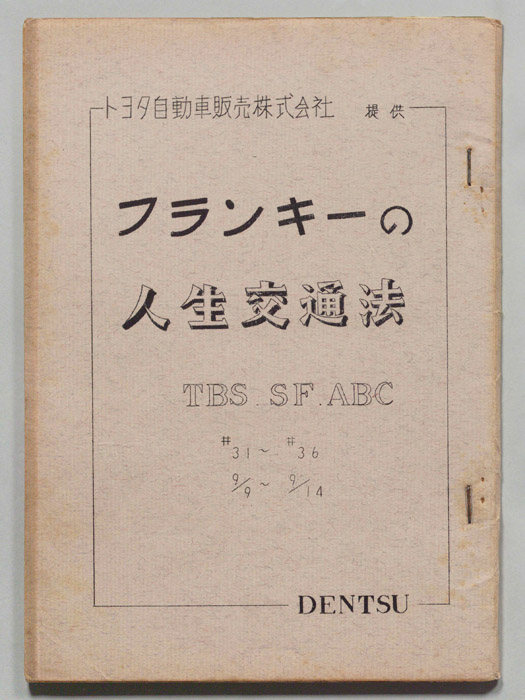 トヨタ自動車販売株式会社 提供
フランキーの
人生交通法
TBS. SF. ABC
#31～#36
9/9～9/14
DENTSU